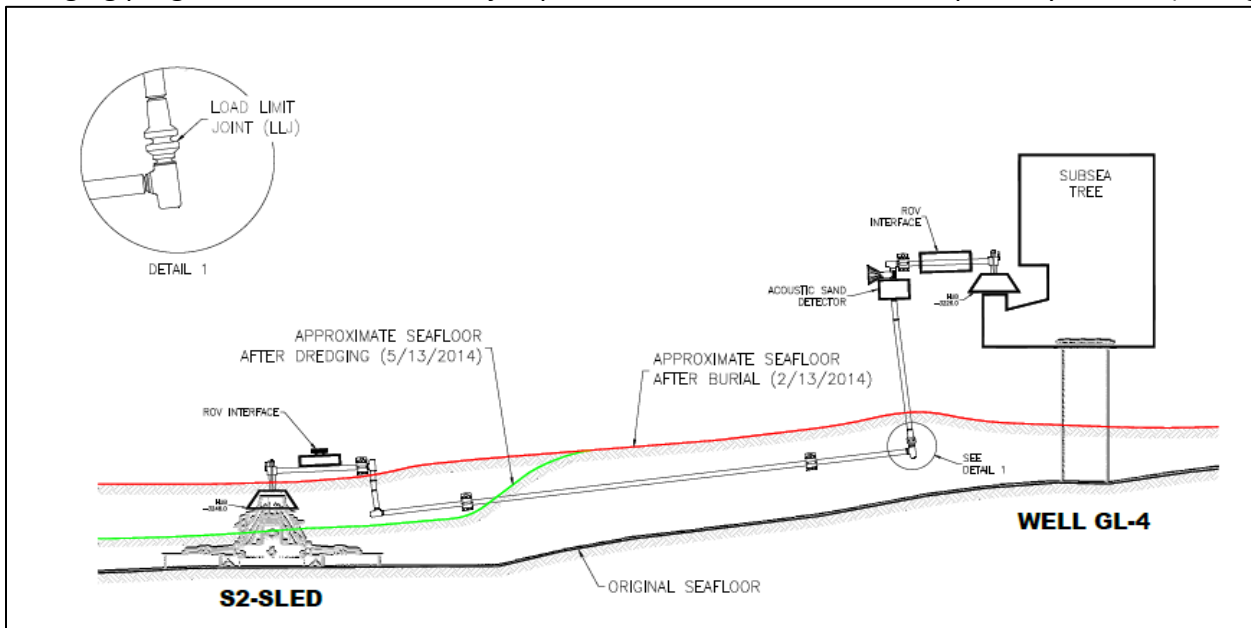 LOAD LIMIT
JOINT (LLJ)
DETAIL 1
SUBSEA
TREE
ROV
INTERFACE
ACOUSTIC SAND
DETECTOR
APPROXIMATE SEAFLOOR
AFTER DREDGING (5/13/2014)
APPROXIMATE SEAFLOOR
AFTER BURIAL (2/13/2014)
ROV INTERFACE
SEE
DETAIL 1
WELL GL-4
ORIGINAL SEAFLOOR
S2-SLED